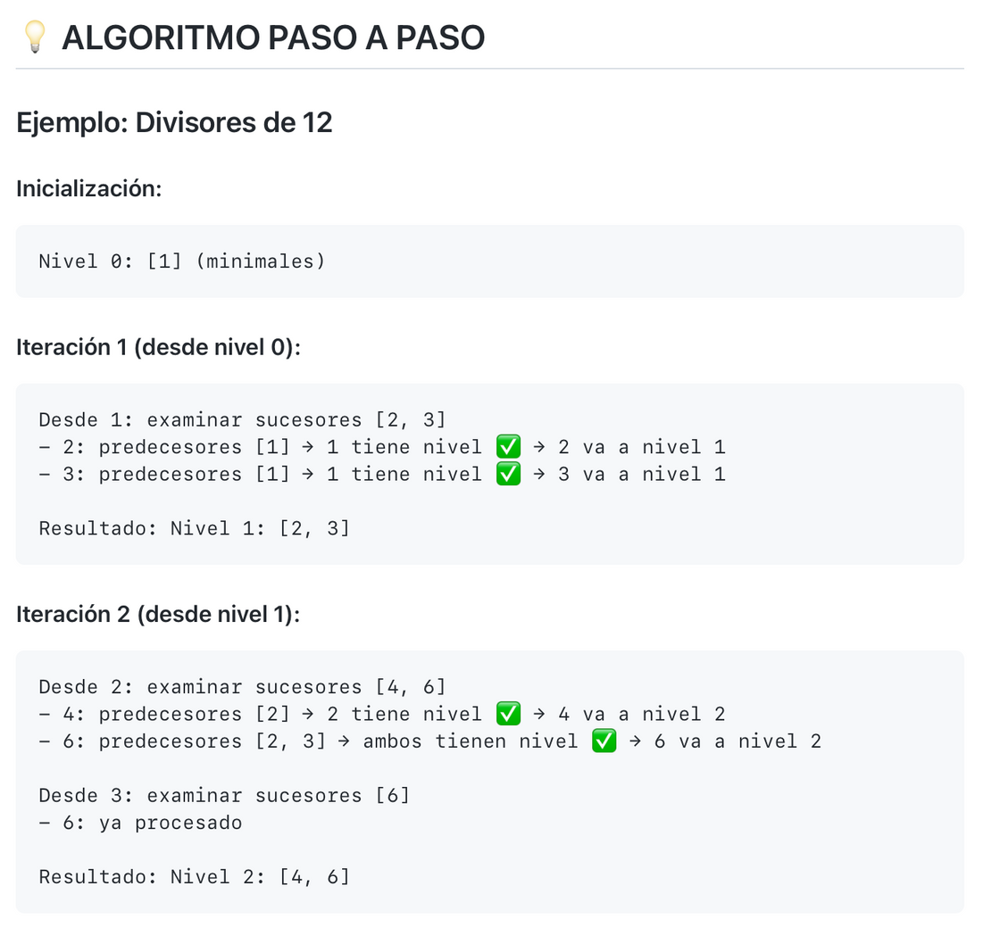 💡 ALGORITMO PASO A PASO
Ejemplo: Divisores de 12
Inicialización:
Nivel 0: [1] (minimales)
Iteración 1 (desde nivel 0):
Desde 1: examinar sucesores [2, 3]
- 2: predecesores [1] → 1 tiene nivel ✅ → 2 va a nivel 1
- 3: predecesores [1] → 1 tiene nivel ✅ → 3 va a nivel 1
Resultado: Nivel 1: [2, 3]
Iteración 2 (desde nivel 1):
Desde 2: examinar sucesores [4, 6]
- 4: predecesores [2] → 2 tiene nivel ✅ → 4 va a nivel 2
- 6: predecesores [2, 3] → ambos tienen nivel ✅ → 6 va a nivel 2
Desde 3: examinar sucesores [6]
- 6: ya procesado
Resultado: Nivel 2: [4, 6]